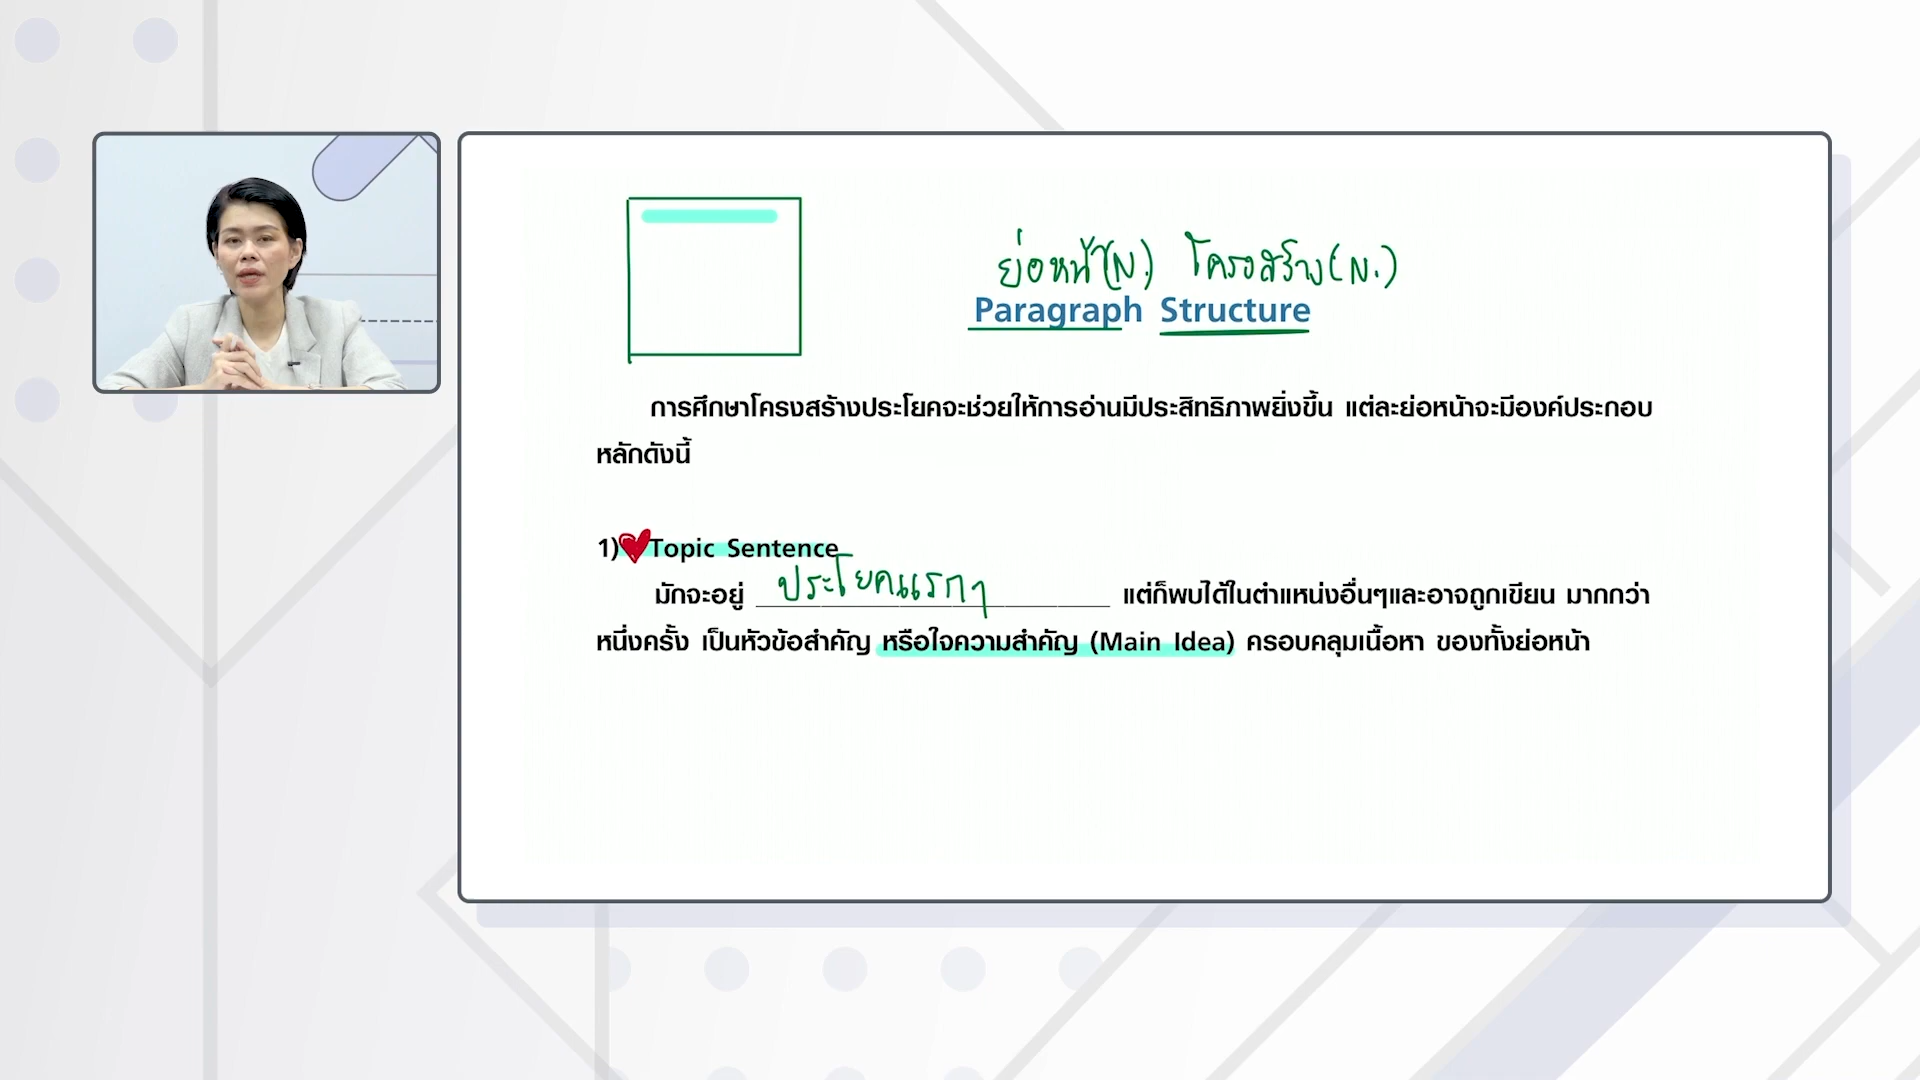 ย่อหน้า(N.) โครงสร้าง(N.)
Paragraph Structure
การศึกษาโครงสร้างประโยคจะช่วยให้การอ่านมีประสิทธิภาพยิ่งขึ้น แต่ละย่อหน้าจะมีองค์ประกอบ
หลักดังนี้
1) Topic Sentence
มักจะอยู่ ประโยคแรกๆ แต่ก็พบได้ในตำแหน่งอื่นๆและอาจถูกเขียน มากกว่า
หนึ่งครั้ง เป็นหัวข้อสำคัญ หรือใจความสำคัญ (Main Idea) ครอบคลุมเนื้อหา ของทั้งย่อหน้า